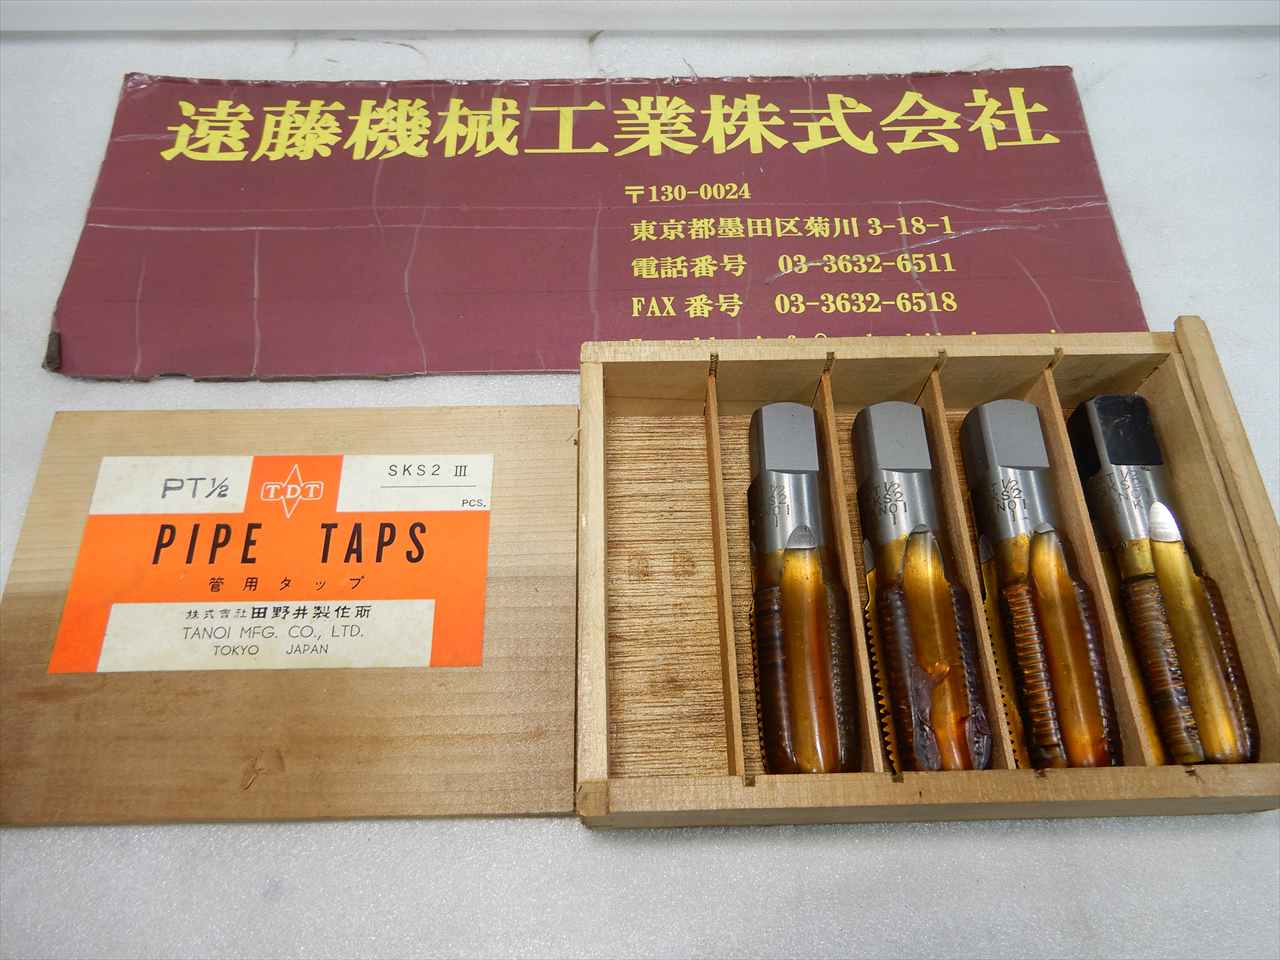 遠藤機械工業株式会社
〒130-0024
東京都墨田区菊川 3-18-1
電話番号 03-3632-6511
FAX 番号 03-3632-6518
PT½
TDT
SKS2 III
PCS.
PIPE TAPS
管用タップ
株式會社田野井製作所
TANOI MFG. CO., LTD.
TOKYO JAPAN